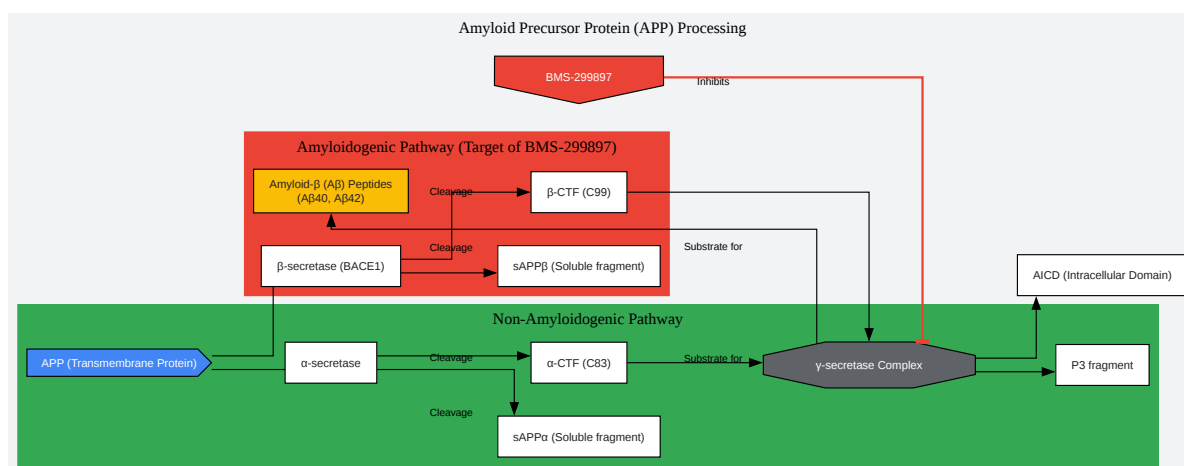 Amyloid Precursor Protein (APP) Processing
BMS-299897
Inhibits
Amyloidogenic Pathway (Target of BMS-299897)
Amyloid-β (Aβ) Peptides
(Aβ40, Aβ42)
Cleavage
β-CTF (C99)
Cleavage
Substrate for
β-secretase (BACE1)
sAPPβ (Soluble fragment)
AICD (Intracellular Domain)
Non-Amyloidogenic Pathway
APP (Transmembrane Protein)
α-secretase
Cleavage
α-CTF (C83)
Substrate for
γ-secretase Complex
P3 fragment
Cleavage
sAPPα (Soluble fragment)